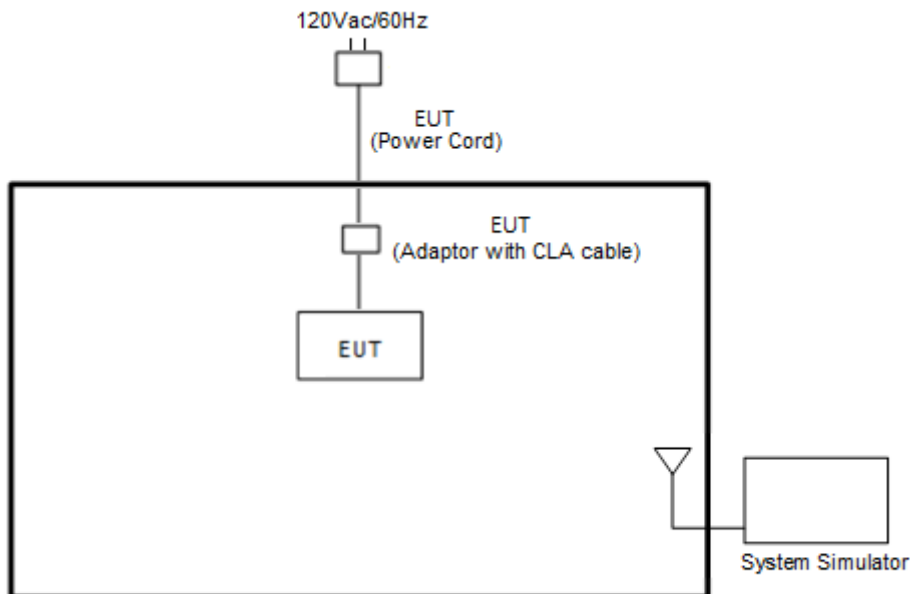 120Vac/60Hz
EUT
(Power Cord)
EUT
(Adaptor with CLA cable)
EUT
System Simulator